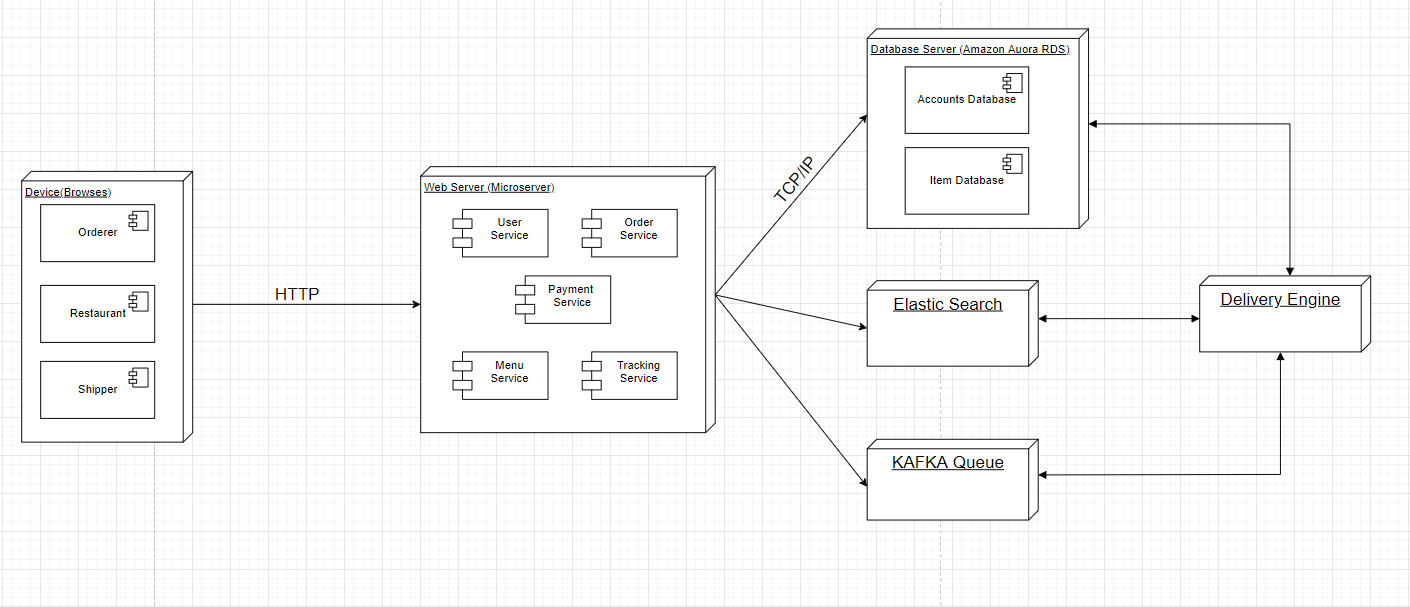 Device(Browses)
Orderer
Restaurant
Shipper
HTTP
Web Server (Microserver)
User
Service
Order
Service
Payment
Service
Menu
Service
Tracking
Service
TCP/IP
Database Server (Amazon Auora RDS)
Accounts Database
Item Database
Elastic Search
KAFKA Queue
Delivery Engine